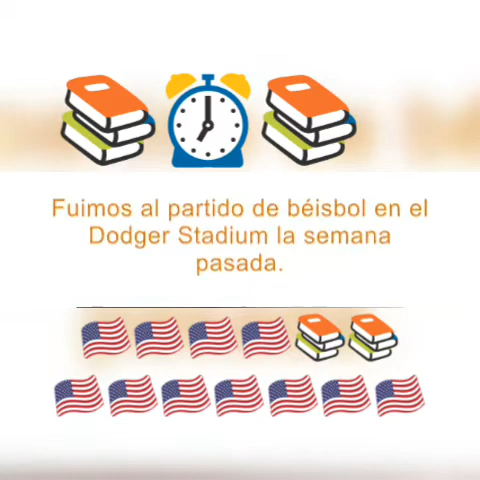 Fuimos al partido de béisbol en el
Dodger Stadium la semana
pasada.